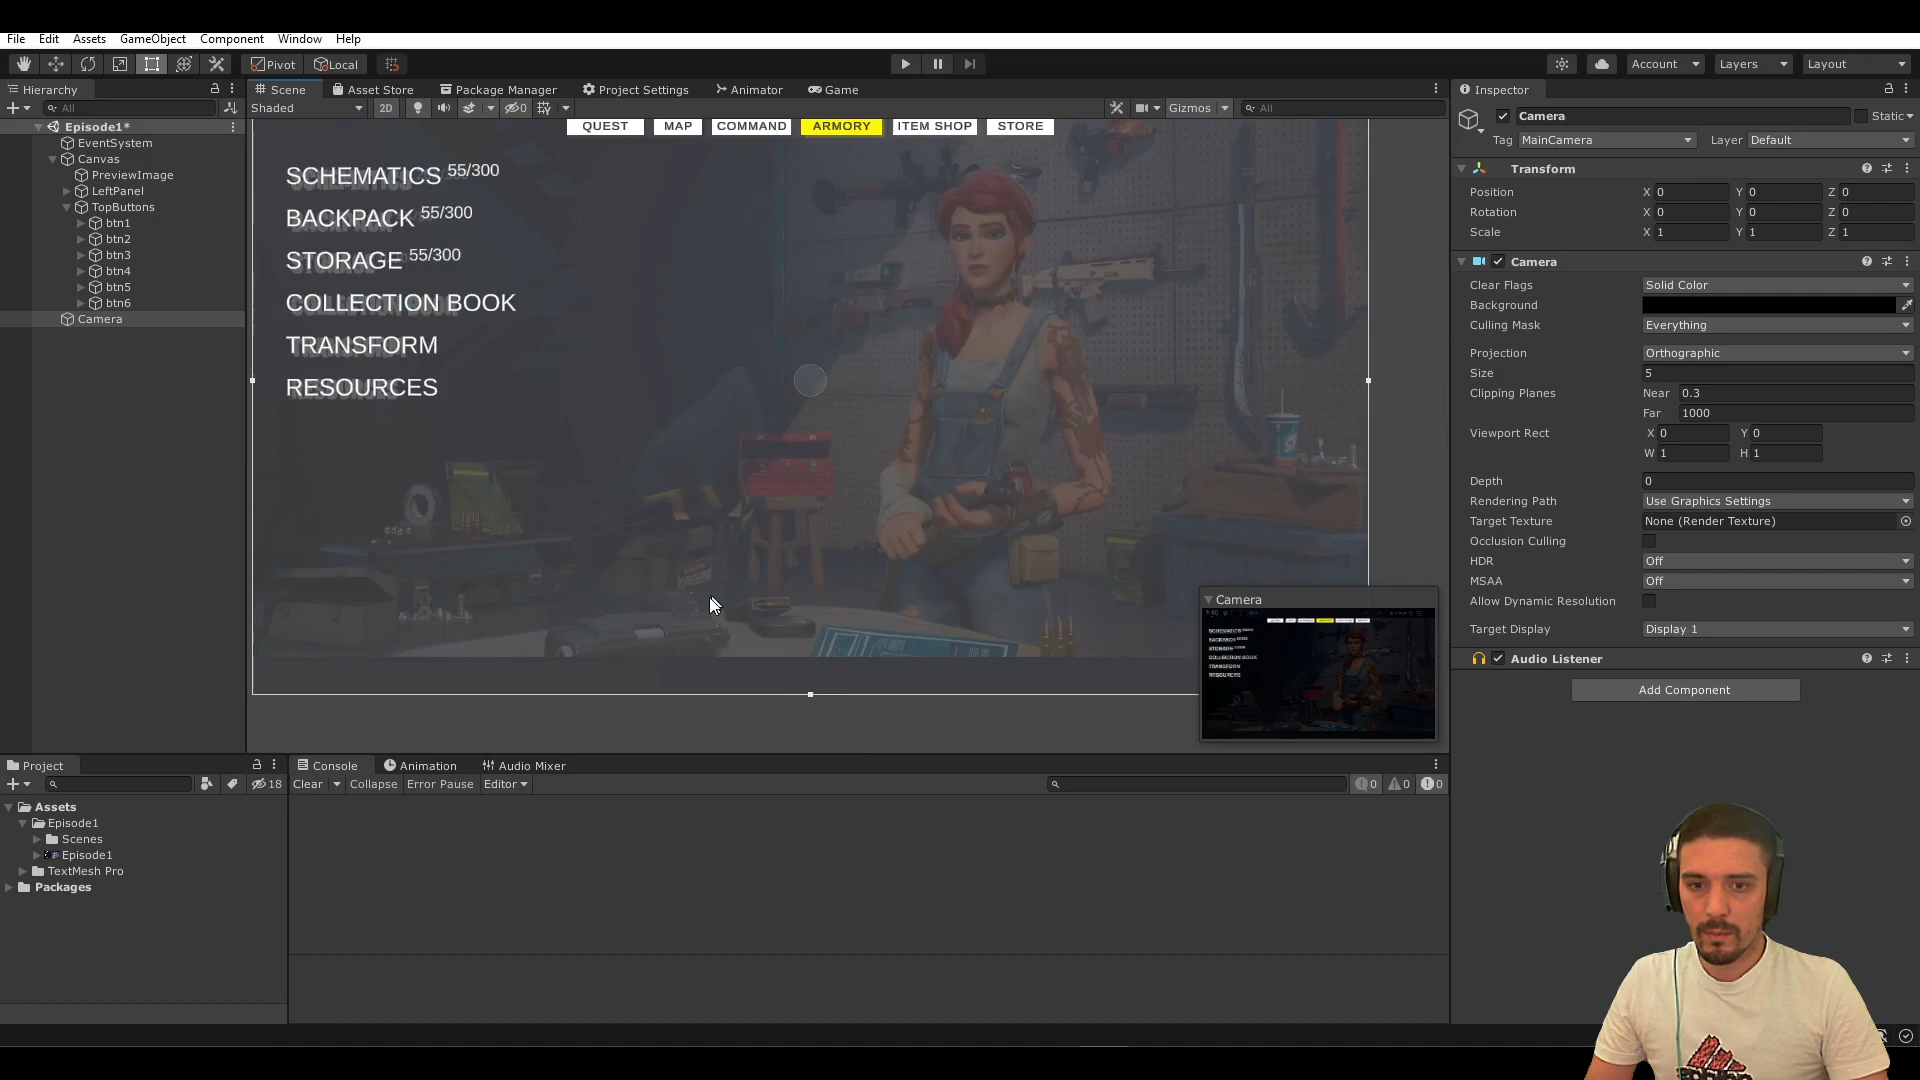 File Edit Assets GameObject Component Window Help
Pivot Local Account Layers Layout
Hierarchy Scene Asset Store Package Manager Project Settings Animator Game Inspector
All Shaded 2D 0 Gizmos All
Camera Static
Tag MainCamera Layer Default
Episode1*
EventSystem
Canvas
PreviewImage
LeftPanel
TopButtons
btn1
btn2
btn3
btn4
btn5
btn6
Camera
QUEST MAP COMMAND ARMORY ITEM SHOP STORE
SCHEMATICS 55/300
BACKPACK 55/300
STORAGE 55/300
COLLECTION BOOK
TRANSFORM
RESOURCES
Camera
SCHEMATICS
BACKPACK
STORAGE
COLLECTION BOOK
TRANSFORM
RESOURCES
Transform
Position X 0 Y 0 Z 0
Rotation X 0 Y 0 Z 0
Scale X 1 Y 1 Z 1
Camera
Clear Flags Solid Color
Background
Culling Mask Everything
Projection Orthographic
Size 5
Clipping Planes Near 0.3
Far 1000
Viewport Rect X 0 Y 0
W 1 H 1
Depth 0
Rendering Path Use Graphics Settings
Target Texture None (Render Texture)
Occlusion Culling
HDR Off
MSAA Off
Allow Dynamic Resolution
Target Display Display 1
Audio Listener
Add Component
Project Console Animation Audio Mixer
18 Clear Collapse Error Pause Editor 0 0 0
Assets
Episode1
Scenes
Episode1
TextMesh Pro
Packages